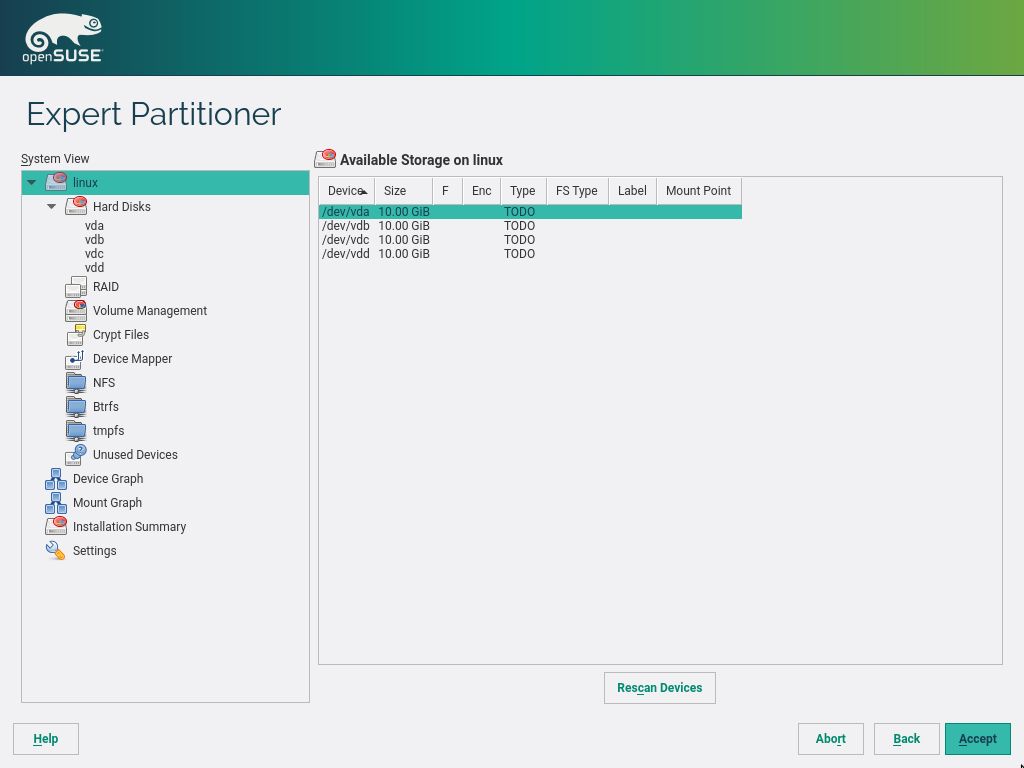 openSUSE
Expert Partitioner
System View
linux
Hard Disks
vda
vdb
vdc
vdd
RAID
Volume Management
Crypt Files
Device Mapper
NFS
Btrfs
tmpfs
Unused Devices
Device Graph
Mount Graph
Installation Summary
Settings
Available Storage on linux
Device Size F Enc Type FS Type Label Mount Point
/dev/vda 10.00 GiB TODO
/dev/vdb 10.00 GiB TODO
/dev/vdc 10.00 GiB TODO
/dev/vdd 10.00 GiB TODO
Rescan Devices
Help Abort Back Accept